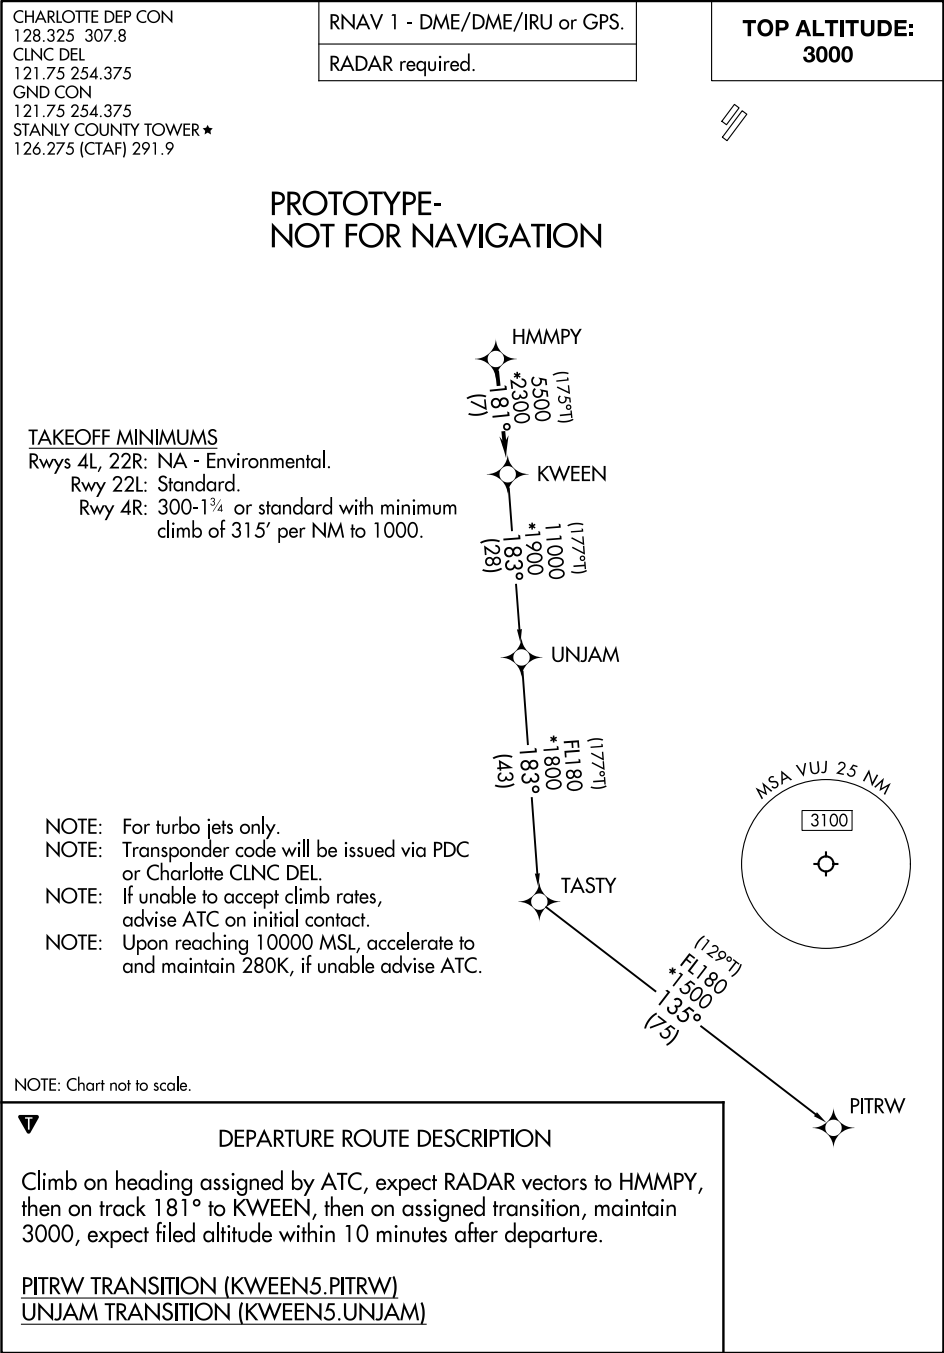 CHARLOTTE DEP CON
128.325 307.8
CLNC DEL
121.75 254.375
GND CON
121.75 254.375
STANLY COUNTY TOWER★
126.275 (CTAF) 291.9
RNAV 1 - DME/DME/IRU or GPS.
RADAR required.
TOP ALTITUDE:
3000
PROTOTYPE-
NOT FOR NAVIGATION
HMMPY
(175°T)
5500
*2300
181°
(7)
TAKEOFF MINIMUMS
Rwys 4L, 22R: NA - Environmental.
Rwy 22L: Standard.
Rwy 4R: 300-1¾ or standard with minimum
climb of 315' per NM to 1000.
KWEEN
(177°T)
11000
*1900
183°
(28)
UNJAM
(177°T)
FL180
*1800
183°
(43)
MSA VUJ 25 NM
3100
NOTE: For turbo jets only.
NOTE: Transponder code will be issued via PDC
or Charlotte CLNC DEL.
NOTE: If unable to accept climb rates,
advise ATC on initial contact.
NOTE: Upon reaching 10000 MSL, accelerate to
and maintain 280K, if unable advise ATC.
TASTY
(129°T)
FL180
*1500
135°
(75)
PITRW
NOTE: Chart not to scale.
T
DEPARTURE ROUTE DESCRIPTION
Climb on heading assigned by ATC, expect RADAR vectors to HMMPY,
then on track 181° to KWEEN, then on assigned transition, maintain
3000, expect filed altitude within 10 minutes after departure.
PITRW TRANSITION (KWEEN5.PITRW)
UNJAM TRANSITION (KWEEN5.UNJAM)